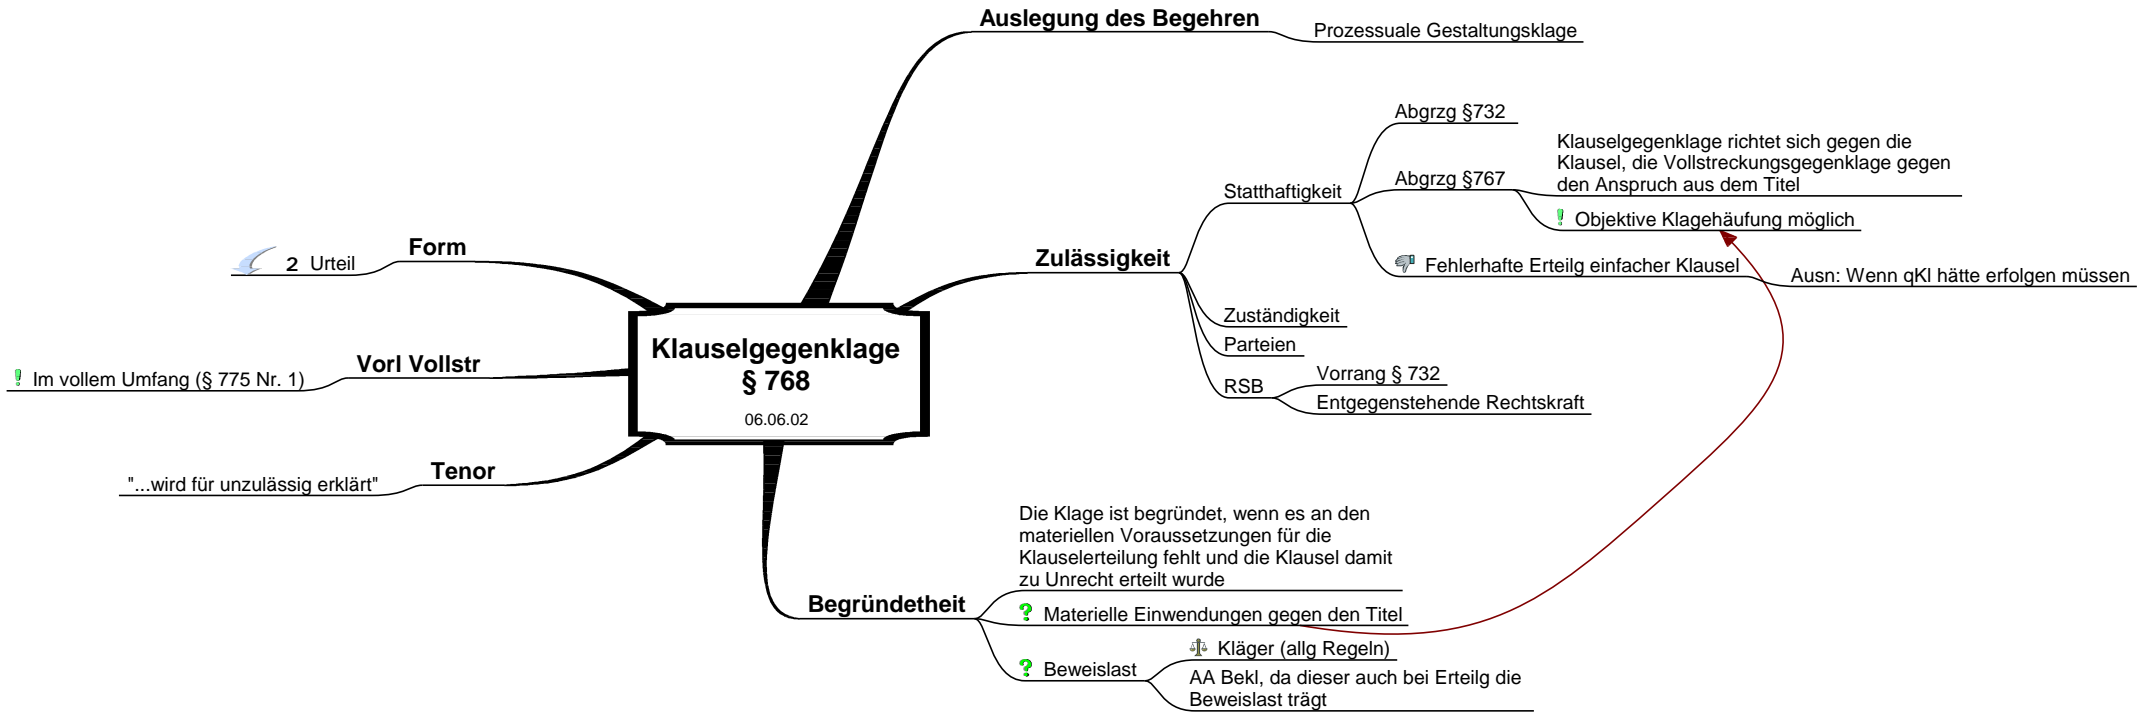 Auslegung des Begehren
Prozessuale Gestaltungsklage
Abgrzg §732
Klauselgegenklage richtet sich gegen die
Klausel, die Vollstreckungsgegenklage gegen
den Anspruch aus dem Titel
Abgrzg §767
Statthaftigkeit
! Objektive Klagehäufung möglich
Zulässigkeit
Fehlerhafte Erteilg einfacher Klausel
Ausn: Wenn qKl hätte erfolgen müssen
Zuständigkeit
Parteien
RSB
Vorrang § 732
Entgegenstehende Rechtskraft
Form
2 Urteil
Klauselgegenklage
§ 768
06.06.02
Vorl Vollstr
! Im vollem Umfang (§ 775 Nr. 1)
Tenor
"...wird für unzulässig erklärt"
Die Klage ist begründet, wenn es an den
materiellen Voraussetzungen für die
Klauselerteilung fehlt und die Klausel damit
zu Unrecht erteilt wurde
Begründetheit
? Materielle Einwendungen gegen den Titel
? Beweislast
Kläger (allg Regeln)
AA Bekl, da dieser auch bei Erteilg die
Beweislast trägt